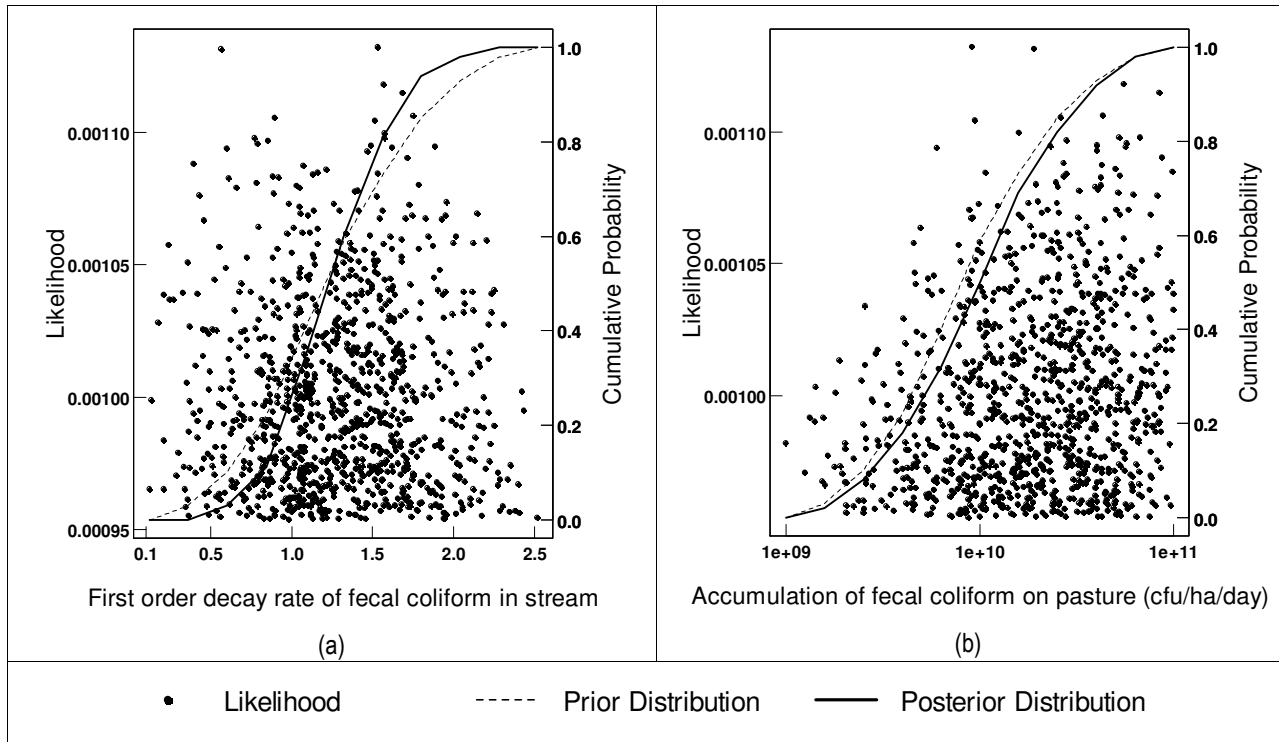 Likelihood
0.00110
0.00105
0.00100
0.00095
1.0
0.8
0.6
0.4
0.2
0.0
Cumulative Probability
0.1 0.5 1.0 1.5 2.0 2.5
First order decay rate of fecal coliform in stream
(a)
Likelihood
0.00110
0.00105
0.00100
1.0
0.8
0.6
0.4
0.2
0.0
Cumulative Probability
1e+09 1e+10 1e+11
Accumulation of fecal coliform on pasture (cfu/ha/day)
(b)
Likelihood Prior Distribution Posterior Distribution